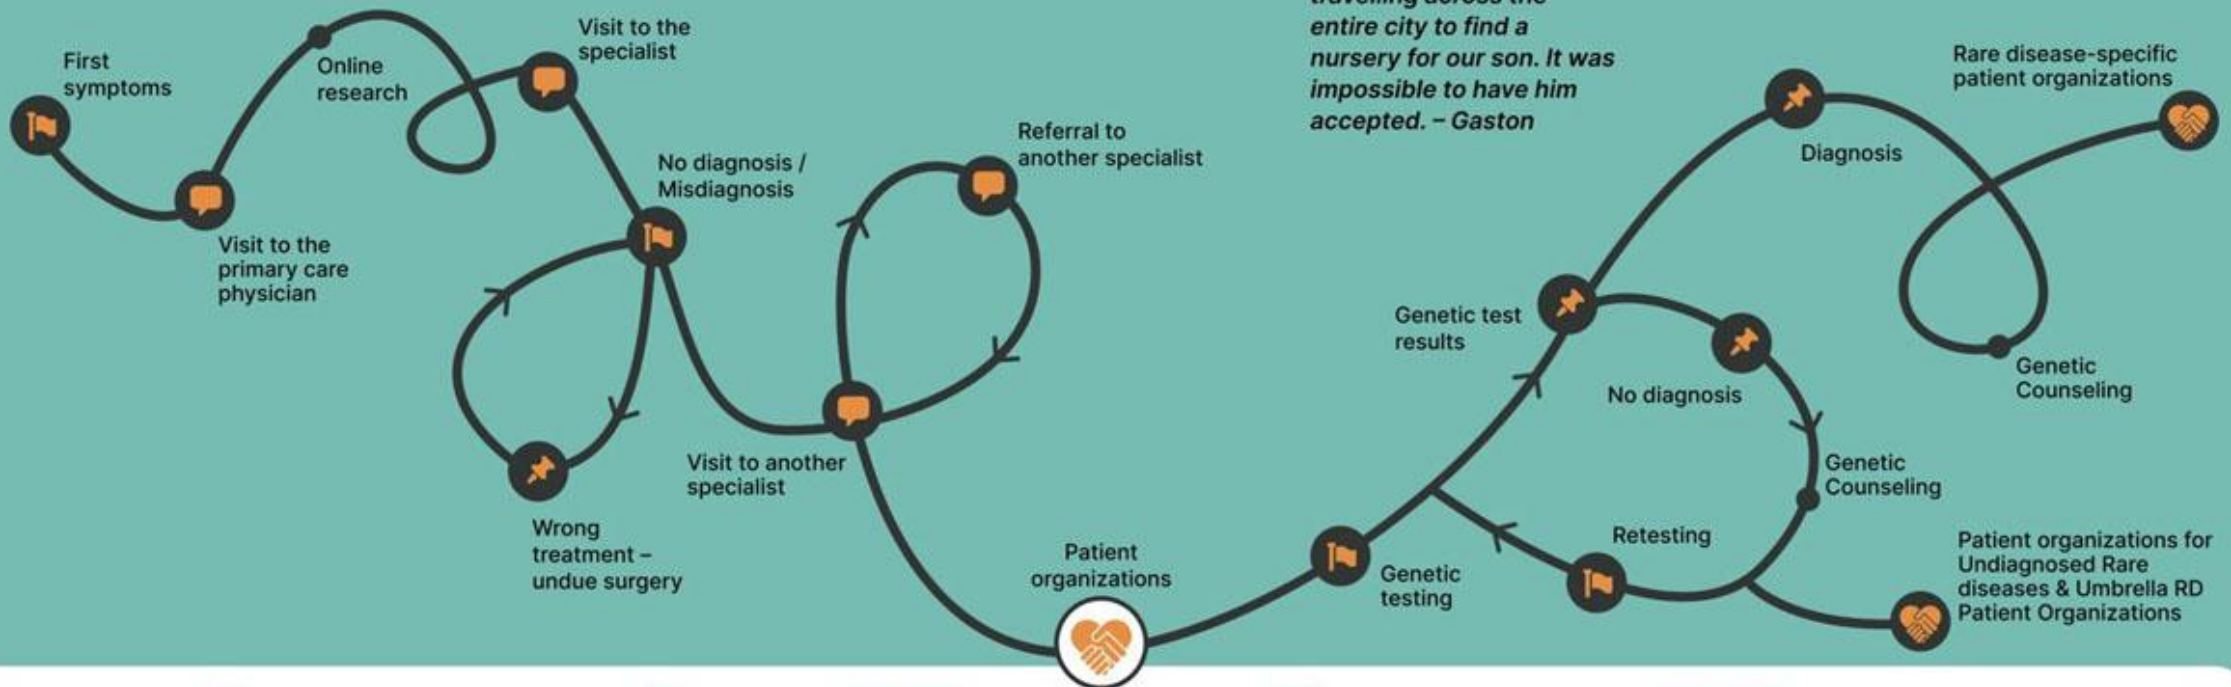 First
symptoms
Visit to the
primary care
physician
Online
research
Visit to the
specialist
No diagnosis /
Misdiagnosis
Wrong
treatment –
undue surgery
Visit to another
specialist
Referral to
another specialist
Patient
organizations
travelling across the
entire city to find a
nursery for our son. It was
impossible to have him
accepted. – Gaston
Genetic
testing
Genetic test
results
No diagnosis
Genetic
Counseling
Retesting
Patient organizations for
Undiagnosed Rare
diseases & Umbrella RD
Patient Organizations
Diagnosis
Genetic
Counseling
Rare disease-specific
patient organizations